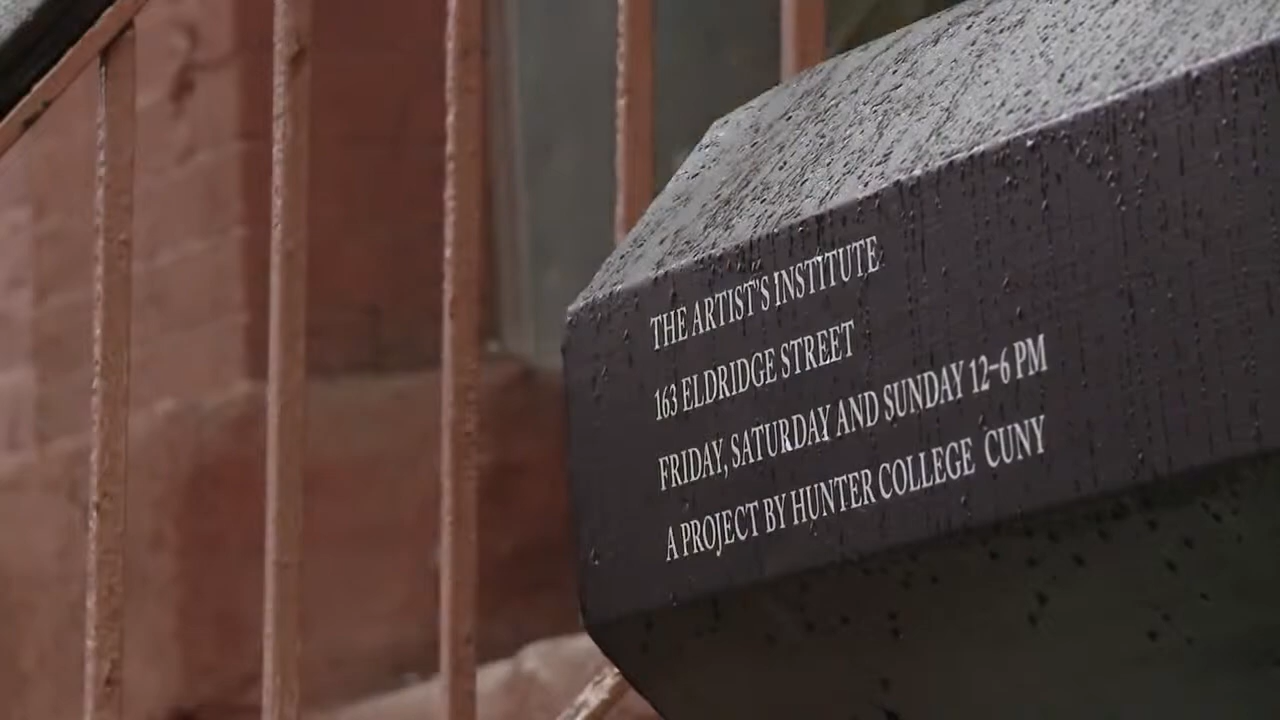 THE ARTIST'S INSTITUTE
163 ELDRIDGE STREET
FRIDAY, SATURDAY AND SUNDAY 12–6 PM
A PROJECT BY HUNTER COLLEGE CUNY